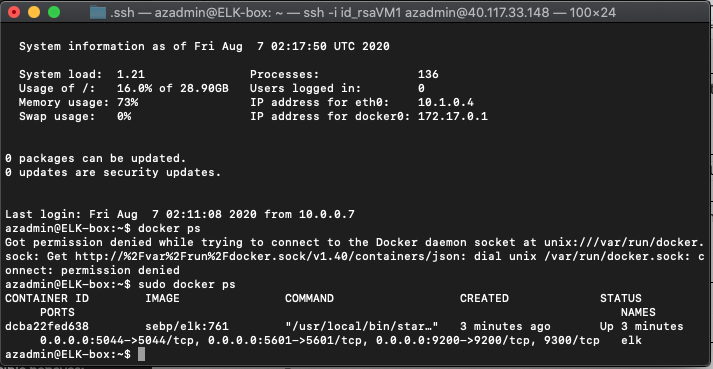 .ssh — azadmin@ELK-box: ~ — ssh -i id_rsaVM1 azadmin@40.117.33.148 — 100×24
System information as of Fri Aug  7 02:17:50 UTC 2020
System load:  1.21              Processes:              136
Usage of /:   16.0% of 28.90GB   Users logged in:        0
Memory usage: 73%               IP address for eth0:    10.1.0.4
Swap usage:   0%                IP address for docker0: 172.17.0.1
0 packages can be updated.
0 updates are security updates.
Last login: Fri Aug  7 02:11:08 2020 from 10.0.0.7
azadmin@ELK-box:~$ docker ps
Got permission denied while trying to connect to the Docker daemon socket at unix:///var/run/docker.
sock: Get http://%2Fvar%2Frun%2Fdocker.sock/v1.40/containers/json: dial unix /var/run/docker.sock: c
onnect: permission denied
azadmin@ELK-box:~$ sudo docker ps
CONTAINER ID        IMAGE               COMMAND                  CREATED             STATUS
     PORTS                                                                              NAMES
dcba22fed638        sebp/elk:761        "/usr/local/bin/star…"   3 minutes ago       Up 3 minutes
     0.0.0.0:5044->5044/tcp, 0.0.0.0:5601->5601/tcp, 0.0.0.0:9200->9200/tcp, 9300/tcp   elk
azadmin@ELK-box:~$